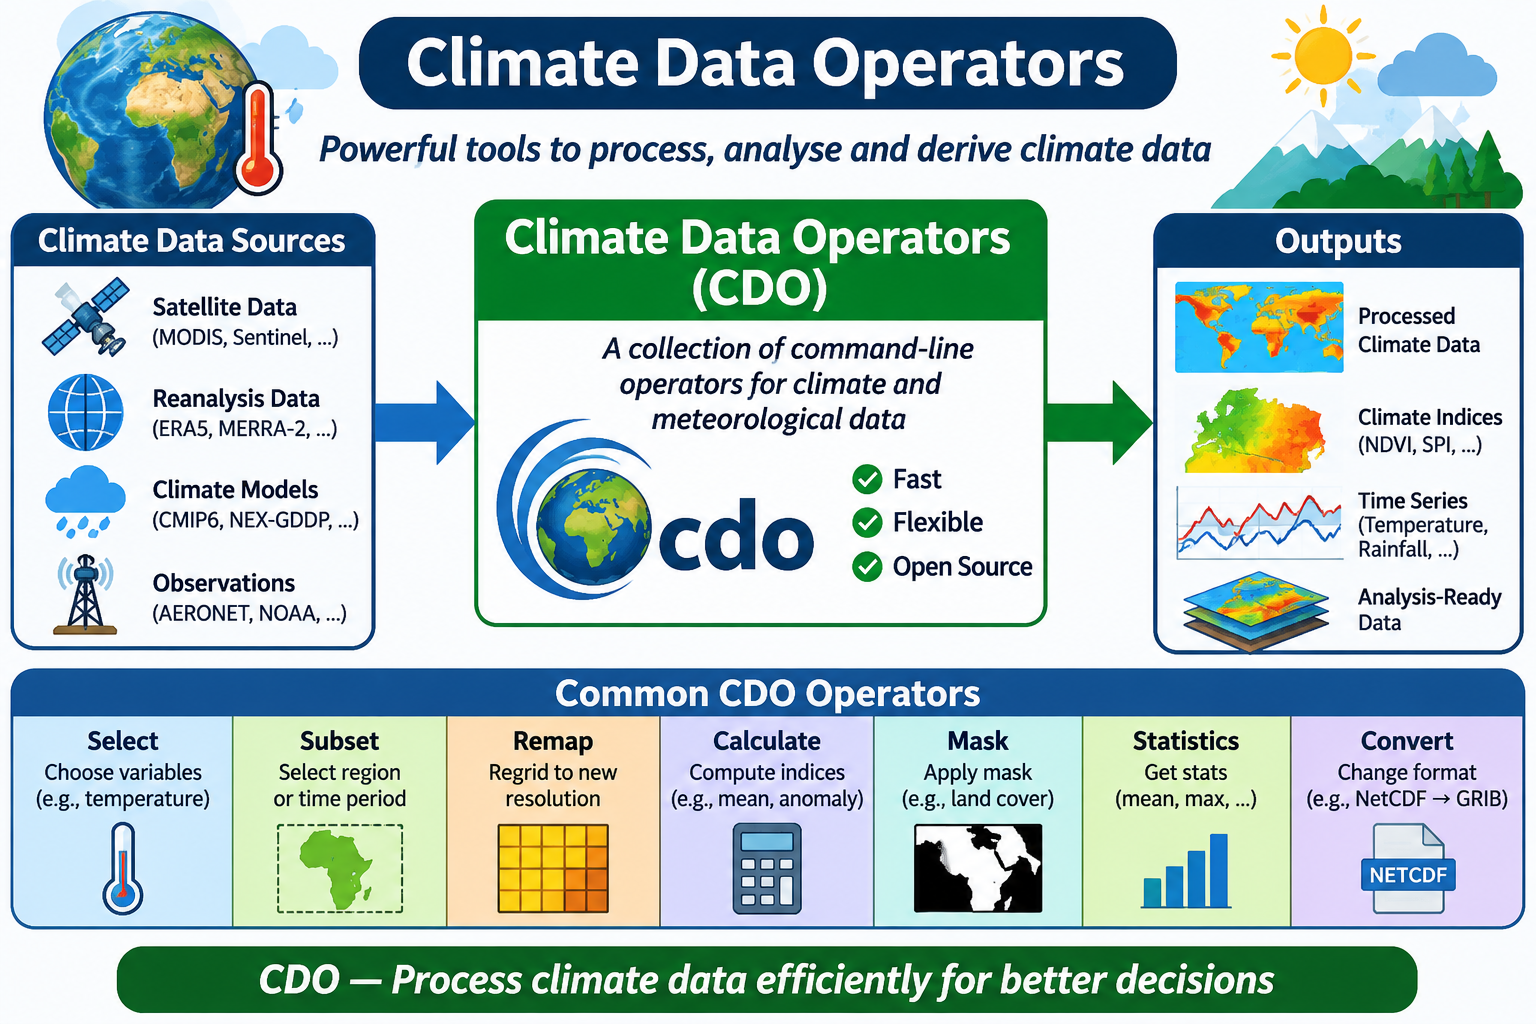 Climate Data Operators
Powerful tools to process, analyse and derive climate data
Climate Data Sources
Satellite Data
(MODIS, Sentinel, ...)
Reanalysis Data
(ERA5, MERRA-2, ...)
Climate Models
(CMIP6, NEX-GDDP, ...)
Observations
(AERONET, NOAA, ...)
Climate Data Operators
(CDO)
A collection of command-line
operators for climate and
meteorological data
cdo
Fast
Flexible
Open Source
Outputs
Processed
Climate Data
Climate Indices
(NDVI, SPI, ...)
Time Series
(Temperature,
Rainfall, ...)
Analysis-Ready
Data
Common CDO Operators
Select
Choose variables
(e.g., temperature)
Subset
Select region
or time period
Remap
Regrid to new
resolution
Calculate
Compute indices
(e.g., mean, anomaly)
Mask
Apply mask
(e.g., land cover)
Statistics
Get stats
(mean, max, ...)
Convert
Change format
(e.g., NetCDF → GRIB)
NETCDF
CDO — Process climate data efficiently for better decisions